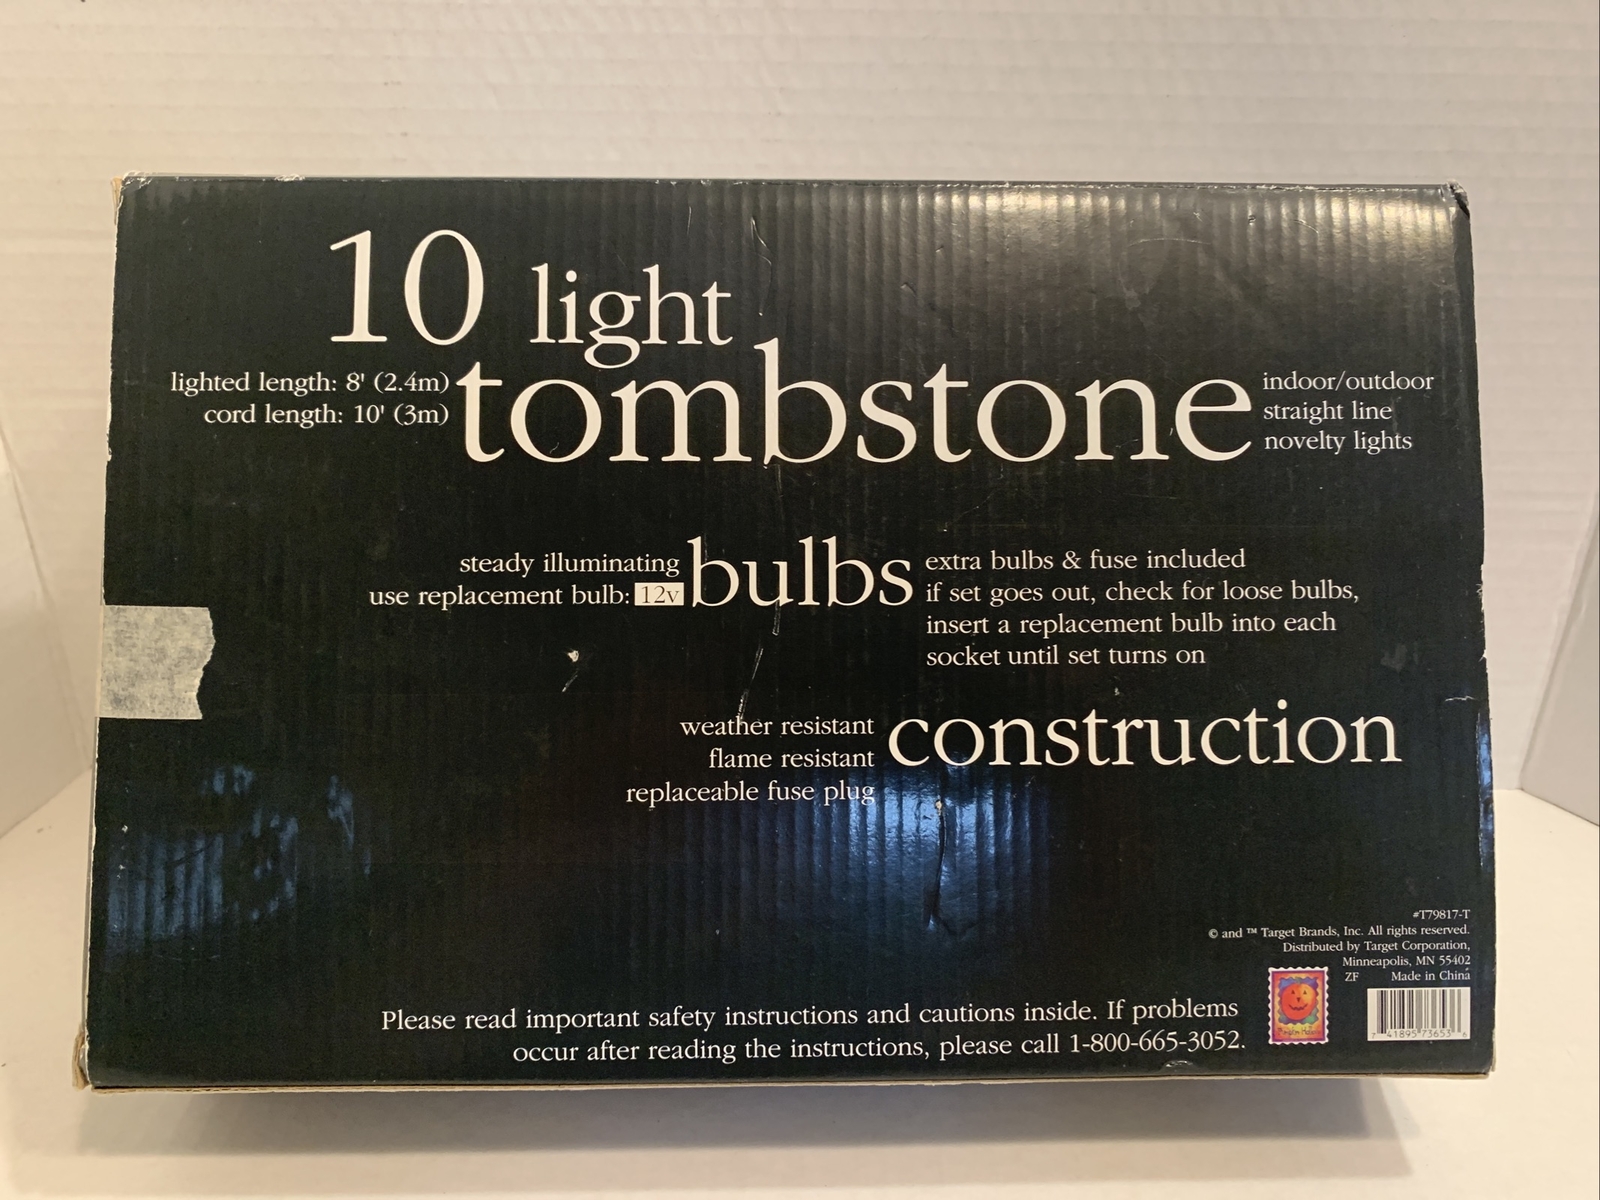 10 light
tombstone
lighted length: 8' (2.4m)
cord length: 10' (3m)
indoor/outdoor
straight line
novelty lights
steady illuminating
use replacement bulb: 12v
bulbs
extra bulbs & fuse included
if set goes out, check for loose bulbs,
insert a replacement bulb into each
socket until set turns on
weather resistant
flame resistant
replaceable fuse plug
construction
#T79817-T
© and ™ Target Brands, Inc. All rights reserved.
Distributed by Target Corporation,
Minneapolis, MN 55402
ZF Made in China
Please read important safety instructions and cautions inside. If problems
occur after reading the instructions, please call 1-800-665-3052.
7 41895 73653 6